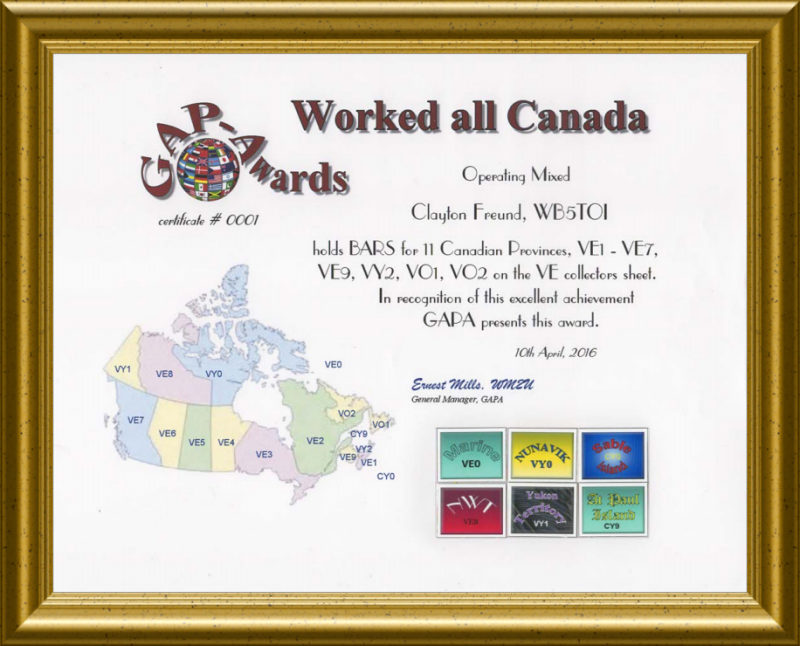 GAP-Awards
Worked all Canada
Operating Mixed
certificate # 0001
Clayton Freund, WB5TOI
holds BARS for 11 Canadian Provinces, VE1 - VE7,
VE9, VY2, VO1, VO2 on the VE collectors sheet.
In recognition of this excellent achievement
GAPA presents this award.
10th April, 2016
Ernest Mills, WM2U
General Manager, GAPA
VY1
VE8
VY0
VE0
VE7
VE6
VE5
VE4
VE3
VE2
VO2
VO1
CY9
VY2
VE9
VE1
CY0
Marine
VE0
NUNAVIK
VY0
Sable
CY0
Island
NWT
VE8
Yukon
Territory
VY1
St Paul
Island
CY9